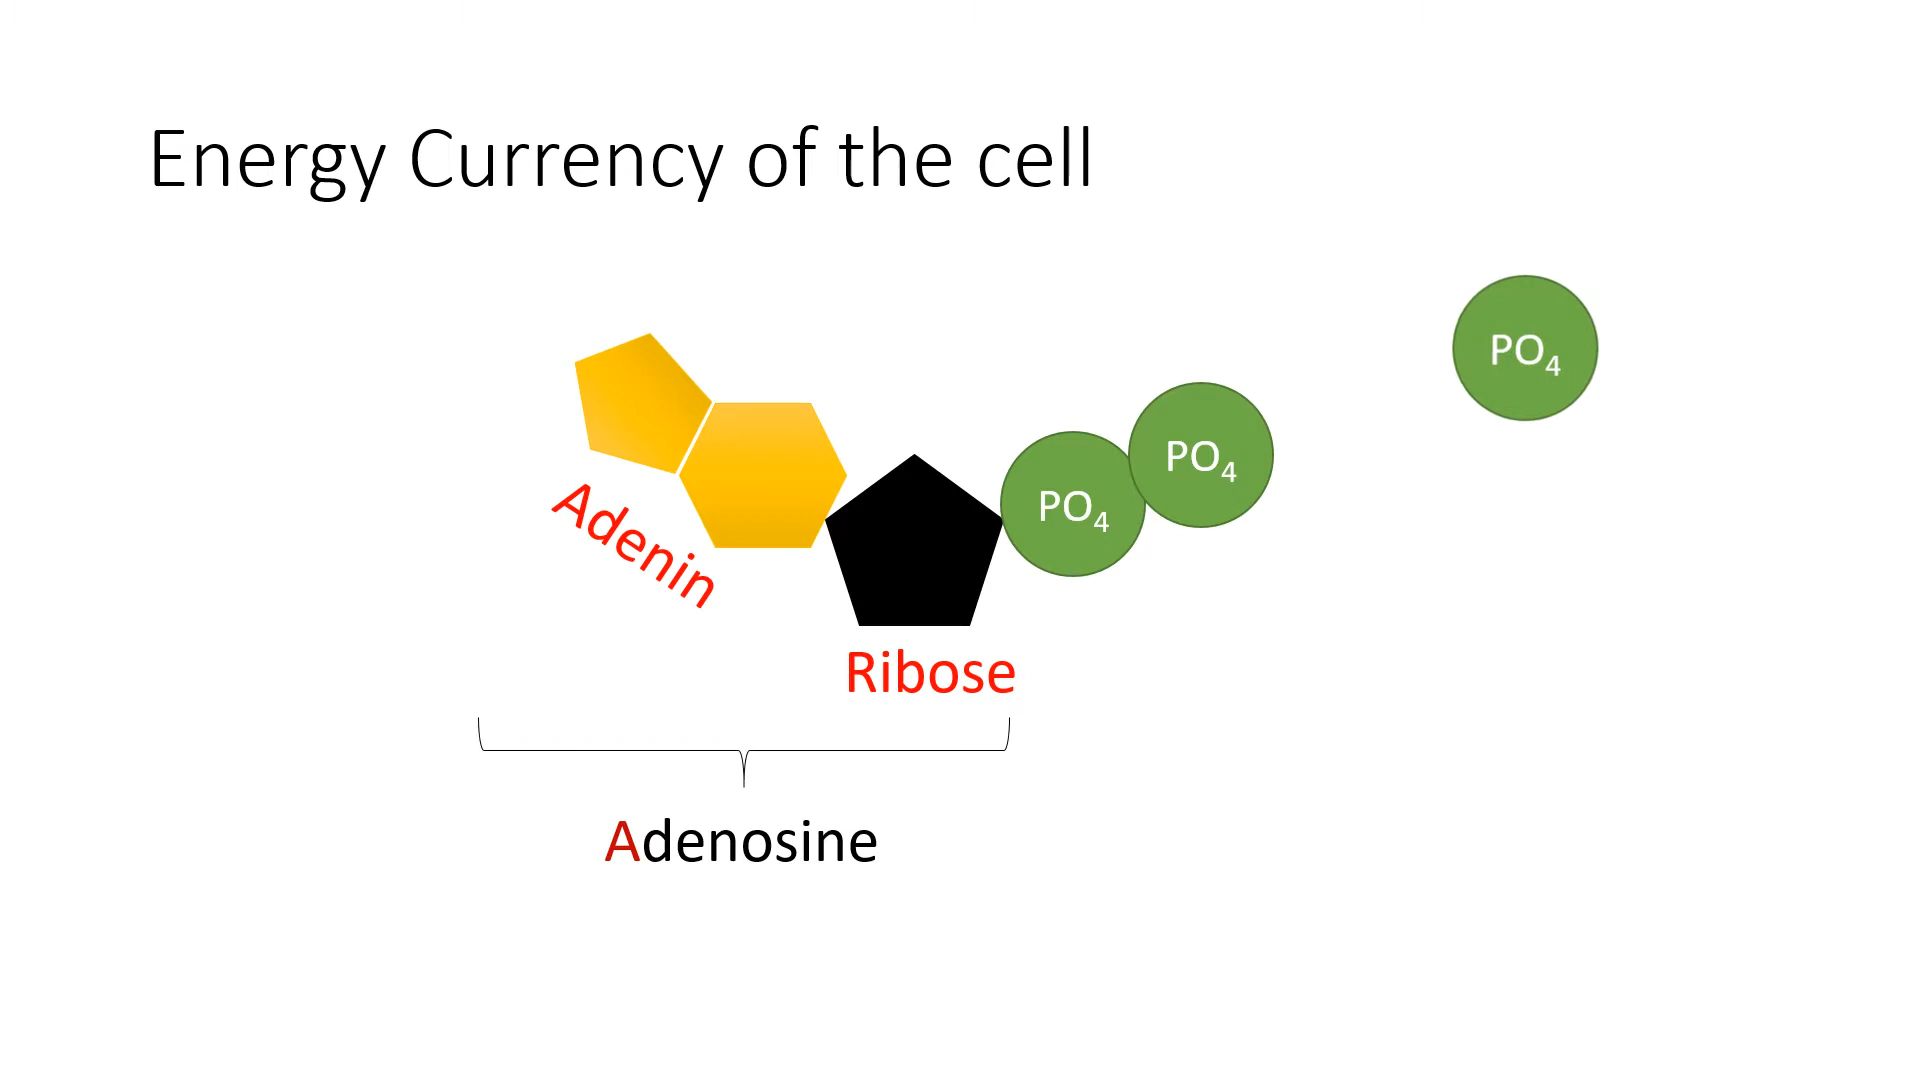 Energy Currency of the cell
PO₄
PO₄
PO₄
Adenin
Ribose
Adenosine